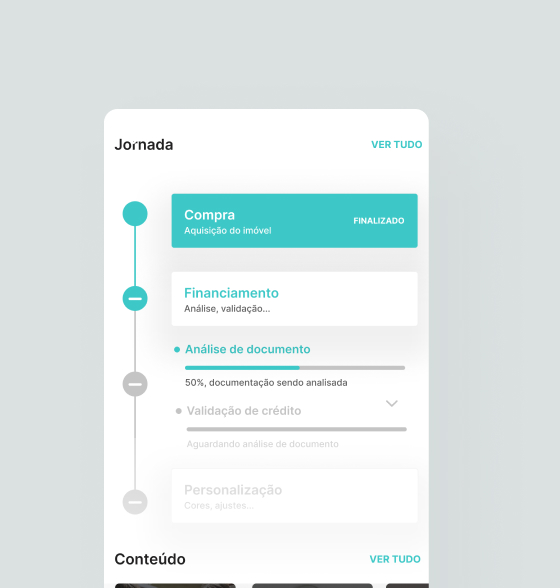 Jornada
VER TUDO
Compra
Aquisição do imóvel
FINALIZADO
Financiamento
Análise, validação...
Análise de documento
50%, documentação sendo analisada
Validação de crédito
Aguardando análise de documento
Personalização
Cores, ajustes...
Conteúdo
VER TUDO